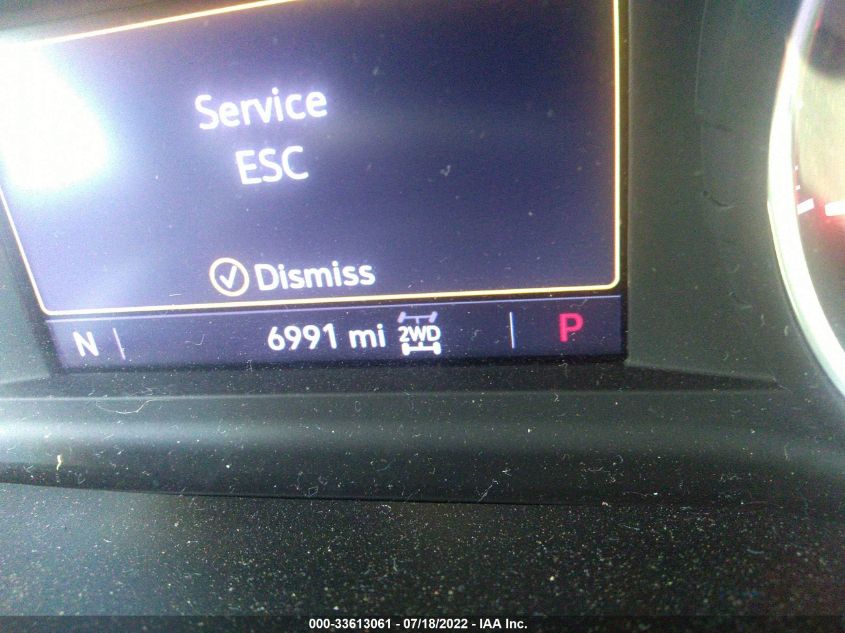 Service
ESC
Dismiss
N 6991 mi 2WD P
000-33613061 - 07/18/2022 - IAA Inc.